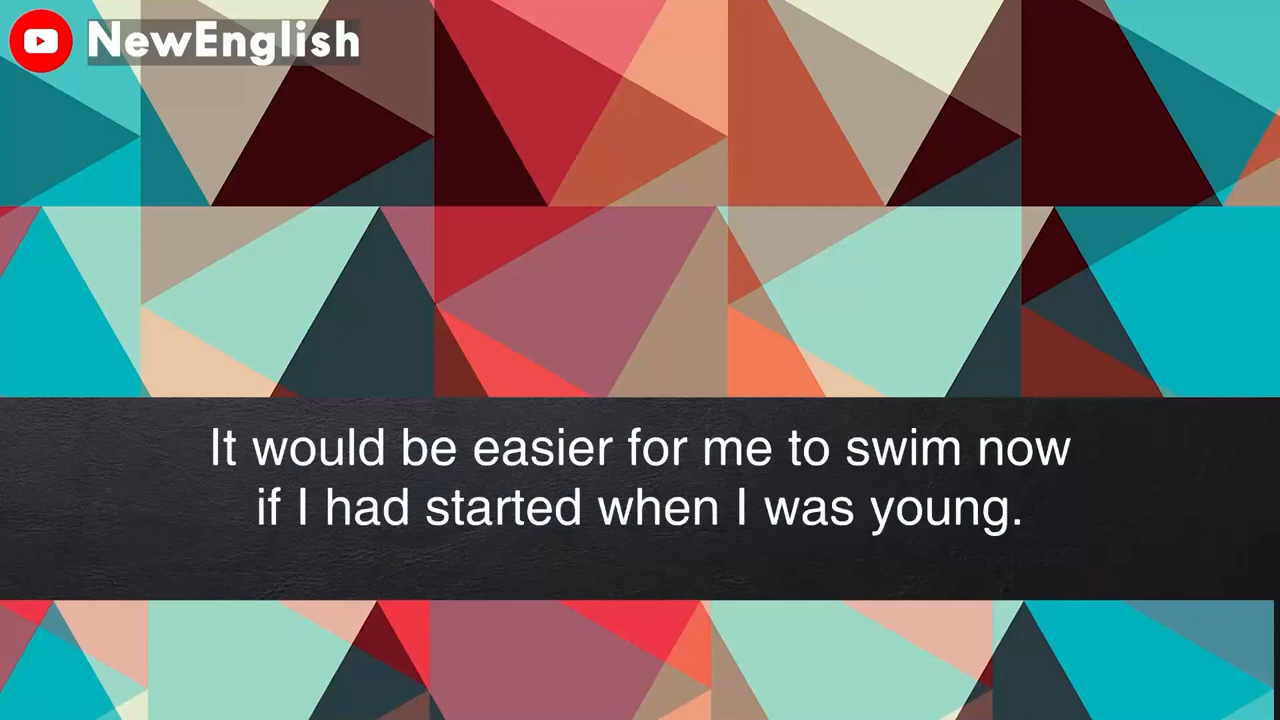 NewEnglish
It would be easier for me to swim now
if I had started when I was young.